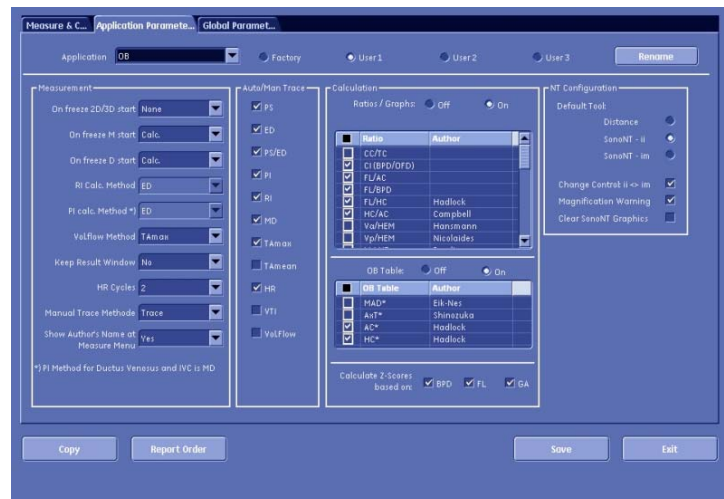 Measure & C... Application Paramete... Global Paramet...
Application OB Factory User1 User2 User3 Rename
Measurement
On freeze 2D/3D start None
On freeze M start Calc.
On freeze D start Calc.
RI Calc. Method ED
PI calc. Method *) ED
Vol.flow Method TAmax
Keep Result Window No
HR Cycles 2
Manual Trace Methode Trace
Show Author's Name at
Measure Menu Yes
*) PI Method for Ductus Venosus and IVC is MD
Auto/Man Trace
PS
ED
PS/ED
PI
RI
MD
TAmax
TAmean
HR
VTI
Vol.Flow
Calculation
Ratios / Graphs: Off On
Ratio Author
CC/TC
CI (BPD/OFD)
FL/AC
FL/BPD
FL/HC Hadlock
HC/AC Campbell
Va/HEM Hansmann
Vp/HEM Nicolaides
OB Table: Off On
OB Table Author
MAD* Eik-Nes
AxT* Shinozuka
AC* Hadlock
HC* Hadlock
Calculate Z-Scores
based on: BPD FL GA
NT Configuration
Default Tool:
Distance
SonoNT - ii
SonoNT - im
Change Control: ii <> im
Magnification Warning
Clear SonoNT Graphics
Copy Report Order Save Exit